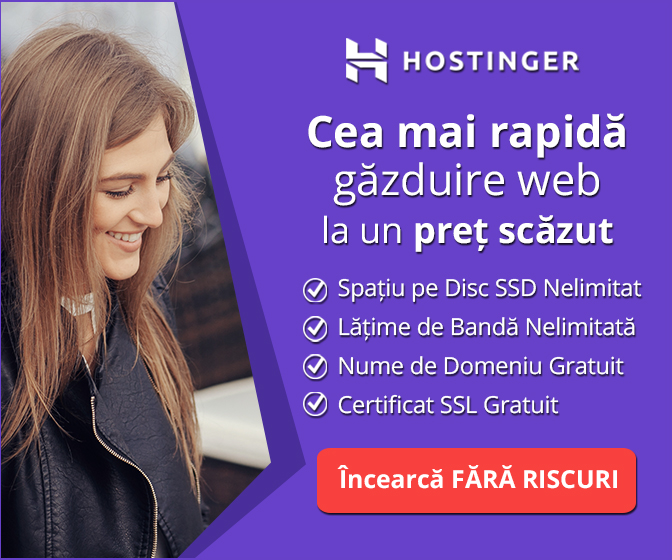 HOSTINGER
Cea mai rapidă
găzduire web
la un preț scăzut
Spațiu pe Disc SSD Nelimitat
Lățime de Bandă Nelimitată
Nume de Domeniu Gratuit
Certificat SSL Gratuit
Încearcă FĂRĂ RISCURI